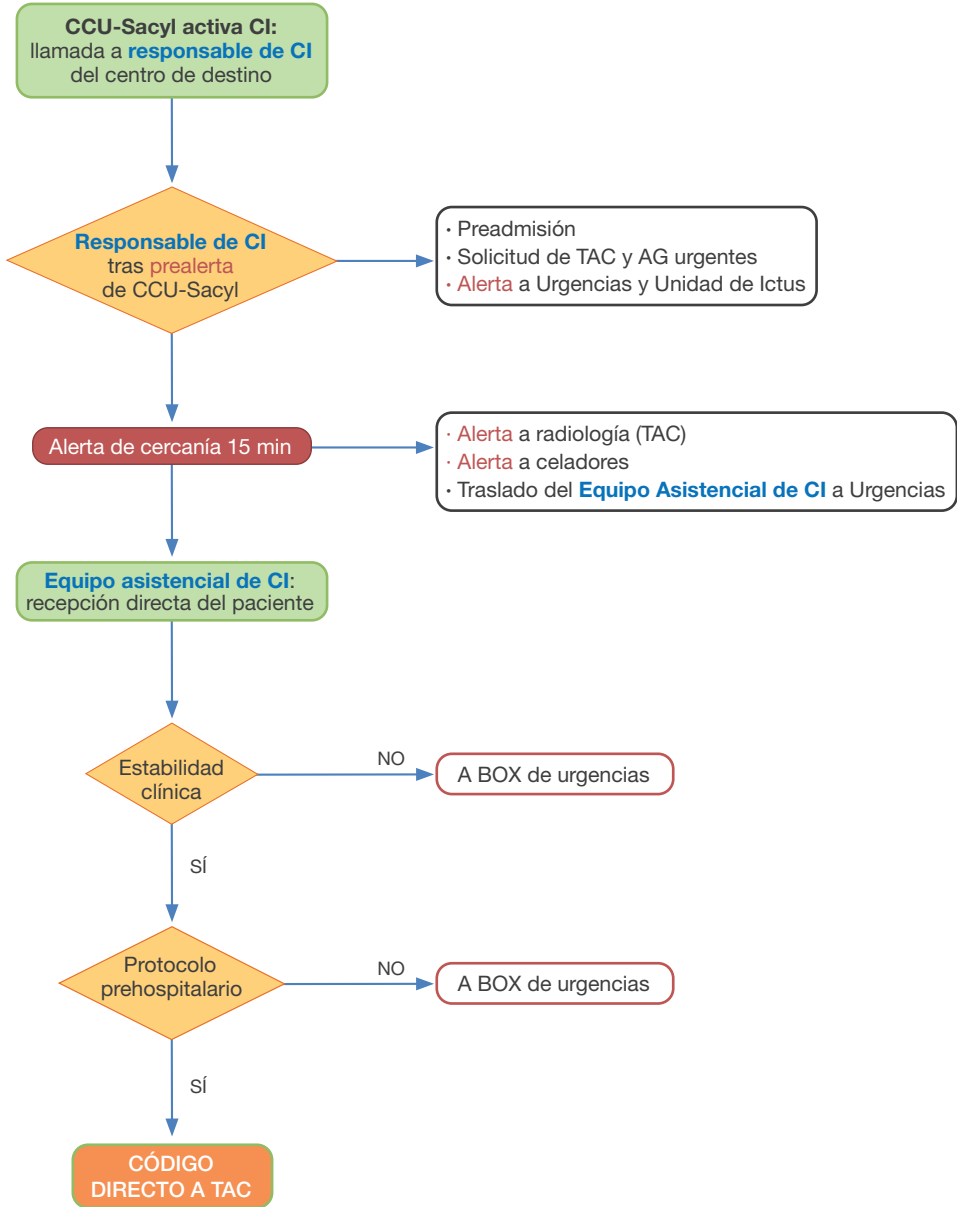 CCU-Sacyl activa CI:
llamada a responsable de CI
del centro de destino
Responsable de CI
tras prealerta
de CCU-Sacyl
· Preadmisión
· Solicitud de TAC y AG urgentes
· Alerta a Urgencias y Unidad de Ictus
Alerta de cercanía 15 min
· Alerta a radiología (TAC)
· Alerta a celadores
· Traslado del Equipo Asistencial de CI a Urgencias
Equipo asistencial de CI:
recepción directa del paciente
Estabilidad
clínica
NO
A BOX de urgencias
SÍ
Protocolo
prehospitalario
NO
A BOX de urgencias
SÍ
CÓDIGO
DIRECTO A TAC